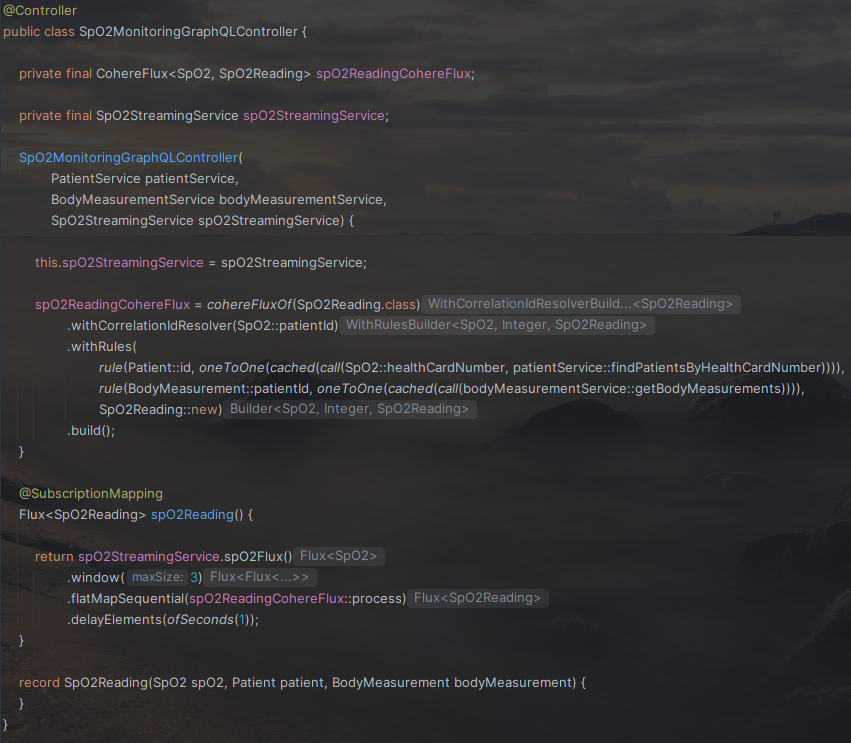 @Controller
public class SpO2MonitoringGraphQLController {
private final CohereFlux<SpO2, SpO2Reading> spO2ReadingCohereFlux;
private final SpO2StreamingService spO2StreamingService;
SpO2MonitoringGraphQLController(
PatientService patientService,
BodyMeasurementService bodyMeasurementService,
SpO2StreamingService spO2StreamingService) {
this.spO2StreamingService = spO2StreamingService;
spO2ReadingCohereFlux = cohereFluxOf(SpO2Reading.class) WithCorrelationIdResolverBuild...<SpO2Reading>
.withCorrelationIdResolver(SpO2::patientId) WithRulesBuilder<SpO2, Integer, SpO2Reading>
.withRules(
rule(Patient::id, oneToOne(cached(call(SpO2::healthCardNumber, patientService::findPatientsByHealthCardNumber)))),
rule(BodyMeasurement::patientId, oneToOne(cached(call(bodyMeasurementService::getBodyMeasurements)))),
SpO2Reading::new) Builder<SpO2, Integer, SpO2Reading>
.build();
}
@SubscriptionMapping
Flux<SpO2Reading> spO2Reading() {
return spO2StreamingService.spO2Flux() Flux<SpO2>
.window( maxSize: 3) Flux<Flux<...>>
.flatMapSequential(spO2ReadingCohereFlux::process) Flux<SpO2Reading>
.delayElements(ofSeconds(1));
}
record SpO2Reading(SpO2 spO2, Patient patient, BodyMeasurement bodyMeasurement) {
}
}